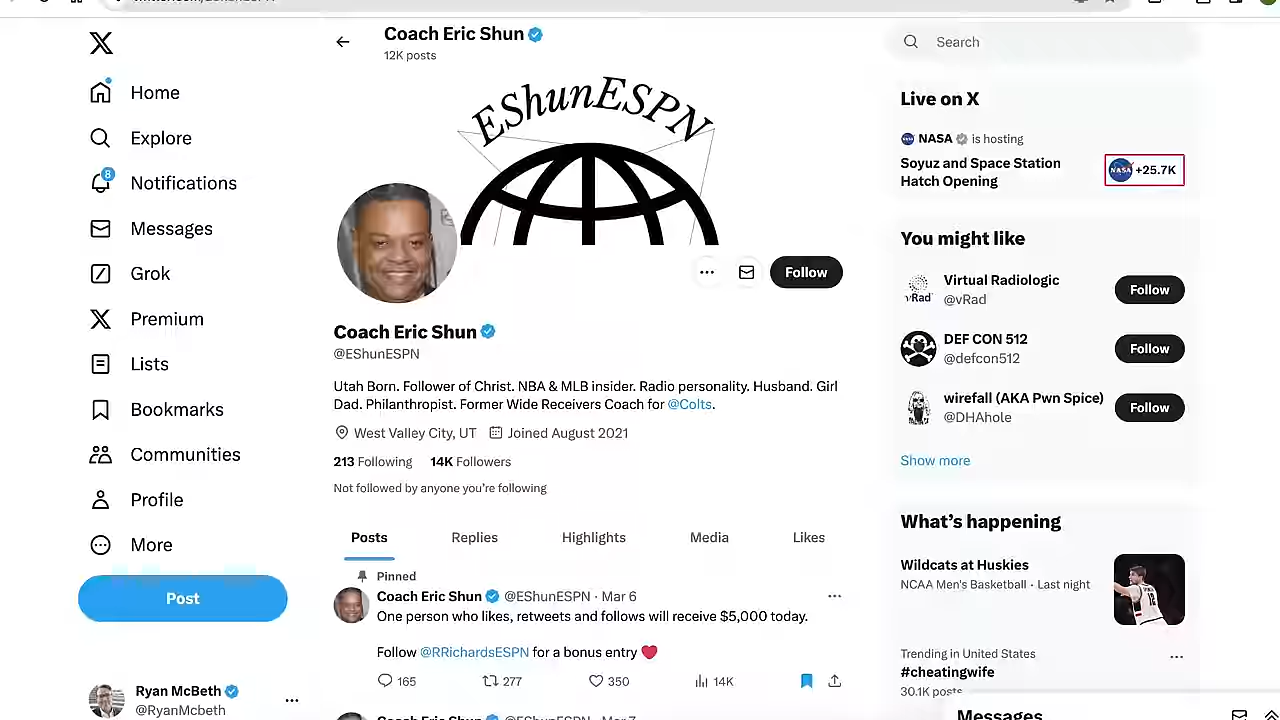 Coach Eric Shun
12K posts
Search
EShunESPN
Home
Explore
8
Notifications
Messages
Grok
Premium
Lists
Bookmarks
Communities
Profile
More
Post
Ryan McBeth
@RyanMcbeth
Follow
Coach Eric Shun
@EShunESPN
Utah Born. Follower of Christ. NBA & MLB insider. Radio personality. Husband. Girl
Dad. Philanthropist. Former Wide Receivers Coach for @Colts.
West Valley City, UT Joined August 2021
213 Following 14K Followers
Not followed by anyone you're following
Posts Replies Highlights Media Likes
Pinned
Coach Eric Shun @EShunESPN · Mar 6
One person who likes, retweets and follows will receive $5,000 today.
Follow @RRichardsESPN for a bonus entry
165 277 350 14K
Live on X
NASA is hosting
Soyuz and Space Station
Hatch Opening
NASA +25.7K
You might like
vRad
Virtual Radiologic
@vRad
Follow
DEF CON 512
@defcon512
Follow
wirefall (AKA Pwn Spice)
@DHAhole
Follow
Show more
What's happening
Wildcats at Huskies
NCAA Men's Basketball · Last night
Trending in United States
#cheatingwife
30.1K posts
Messages